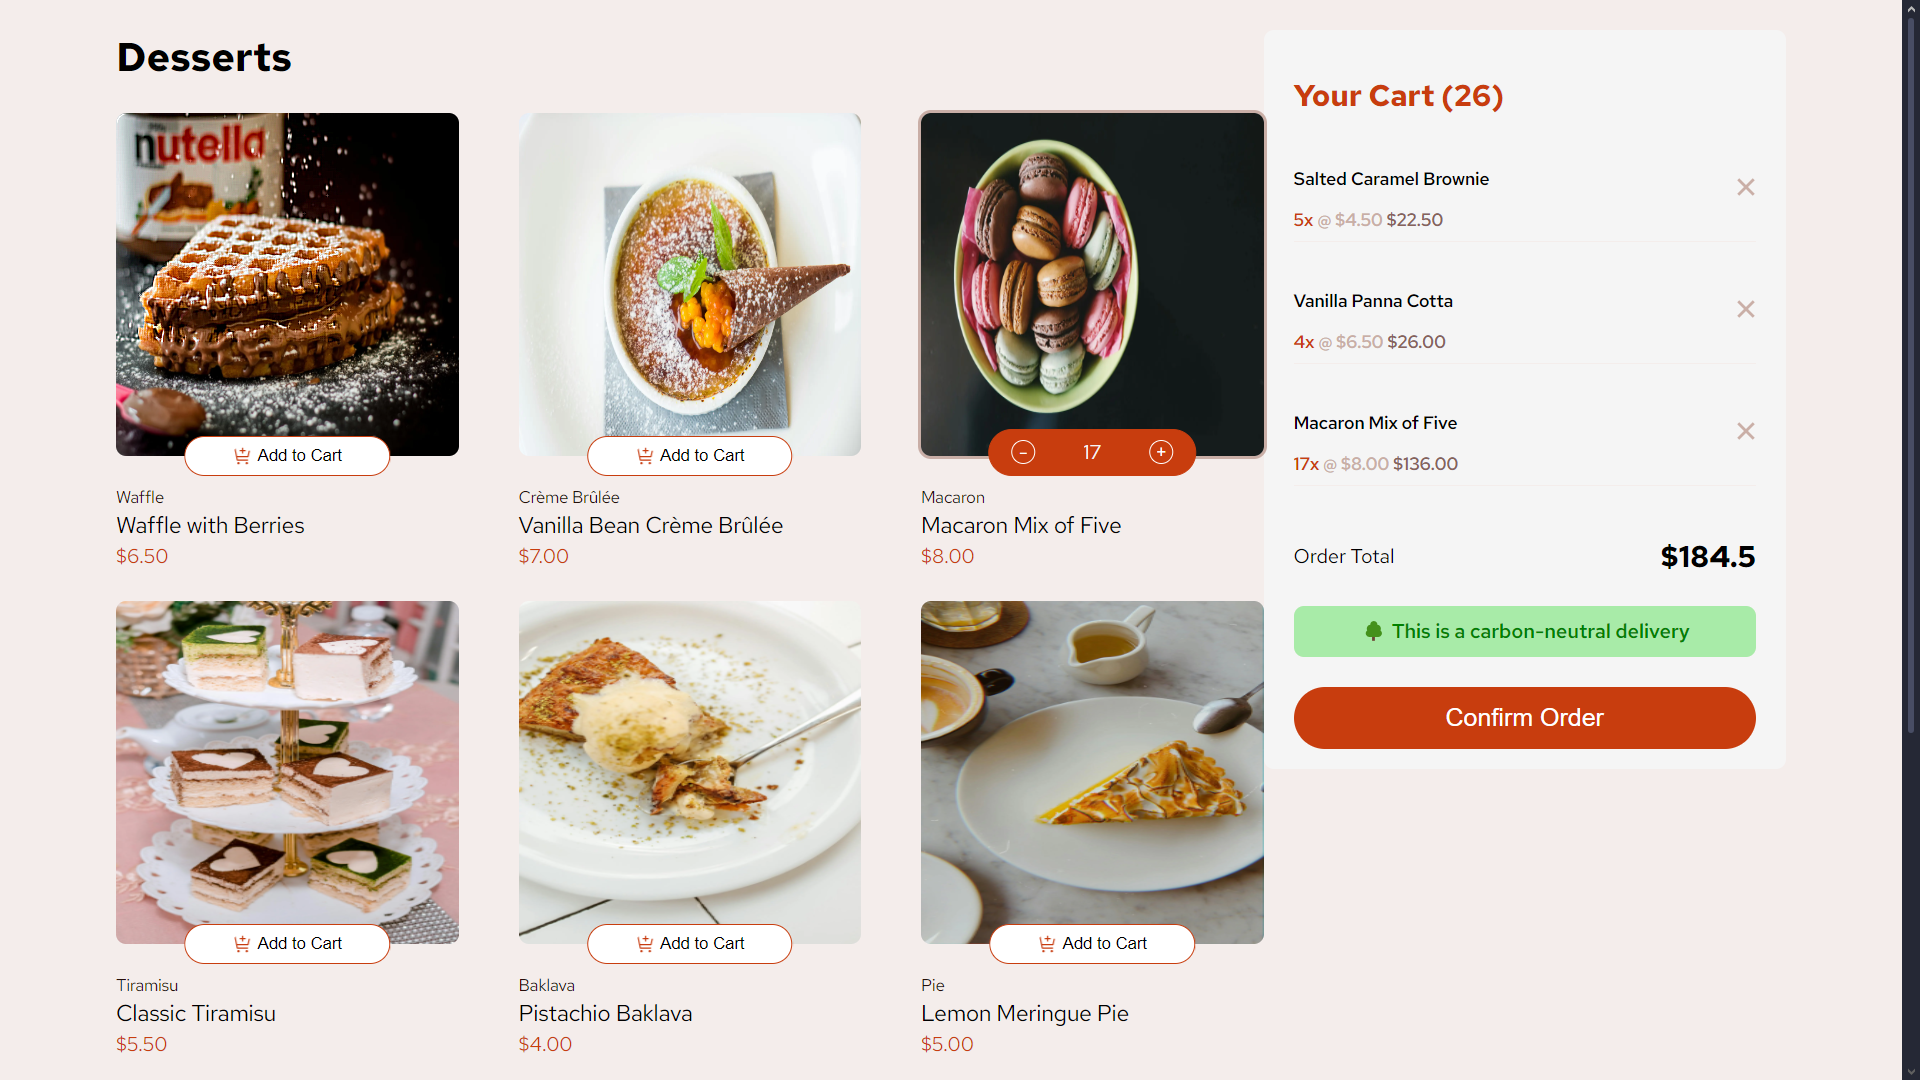 Desserts
nutella
Add to Cart
Waffle
Waffle with Berries
$6.50
Add to Cart
Crème Brûlée
Vanilla Bean Crème Brûlée
$7.00
- 17 +
Macaron
Macaron Mix of Five
$8.00
Add to Cart
Tiramisu
Classic Tiramisu
$5.50
Add to Cart
Baklava
Pistachio Baklava
$4.00
Add to Cart
Pie
Lemon Meringue Pie
$5.00
Your Cart (26)
Salted Caramel Brownie
5x @ $4.50 $22.50
Vanilla Panna Cotta
4x @ $6.50 $26.00
Macaron Mix of Five
17x @ $8.00 $136.00
Order Total $184.5
This is a carbon-neutral delivery
Confirm Order